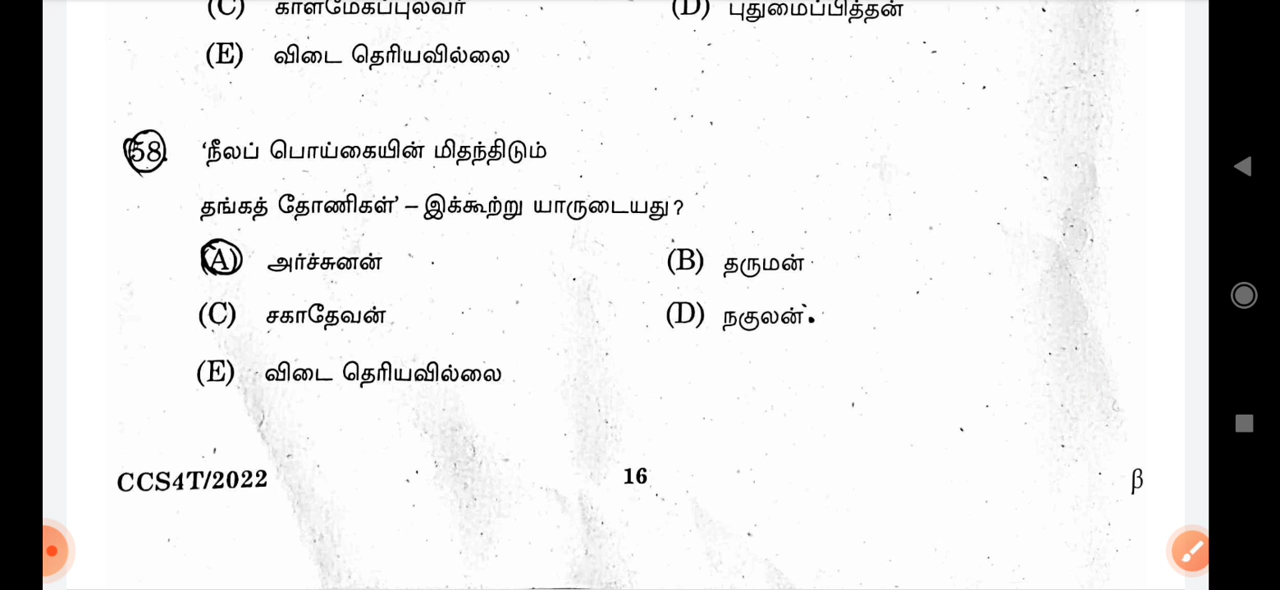 (C) காளமேகப்புலவர் (D) புதுமைப்பித்தன்
(E) விடை தெரியவில்லை
58. ‘நீலப் பொய்கையின் மிதந்திடும்
தங்கத் தோணிகள்’ – இக்கூற்று யாருடையது?
(A) அர்ச்சுனன் (B) தருமன்
(C) சகாதேவன் (D) நகுலன்
(E) விடை தெரியவில்லை
CCS4T/2022 16 β